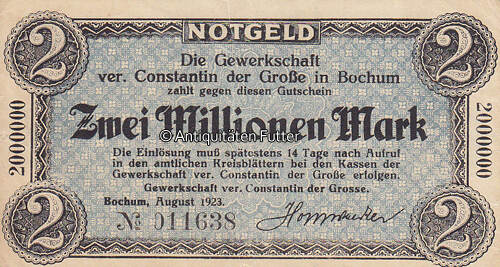 NOTGELD
2
2
Die Gewerkschaft
ver. Constantin der Große in Bochum
zahlt gegen diesen Gutschein
Zwei Millionen Mark
© Antiquitäten Futter
Die Einlösung muß spätestens 14 Tage nach Aufruf
in den amtlichen Kreisblättern bei den Kassen der
Gewerkschaft ver. Constantin der Große erfolgen.
Gewerkschaft ver. Constantin der Grosse.
Bochum, August 1923.
№ 011638
2000000
2000000
2
2